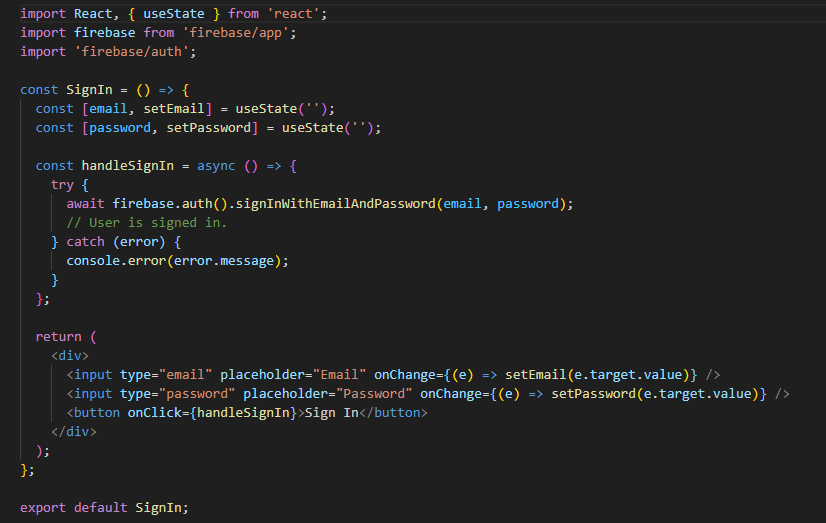 import React, { useState } from 'react';
import firebase from 'firebase/app';
import 'firebase/auth';

const SignIn = () => {
  const [email, setEmail] = useState('');
  const [password, setPassword] = useState('');

  const handleSignIn = async () => {
    try {
      await firebase.auth().signInWithEmailAndPassword(email, password);
      // User is signed in.
    } catch (error) {
      console.error(error.message);
    }
  };

  return (
    <div>
      <input type="email" placeholder="Email" onChange={(e) => setEmail(e.target.value)} />
      <input type="password" placeholder="Password" onChange={(e) => setPassword(e.target.value)} />
      <button onClick={handleSignIn}>Sign In</button>
    </div>
  );
};

export default SignIn;